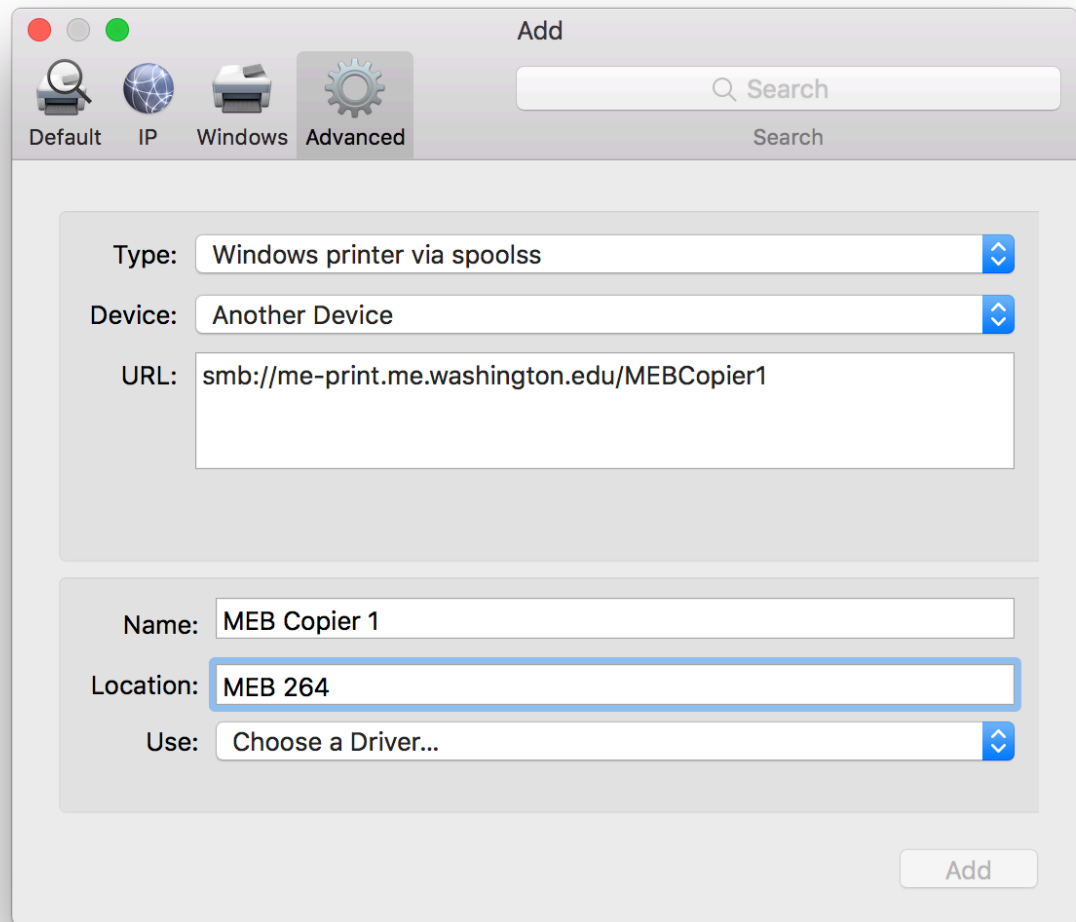 Add
Default IP Windows Advanced
Search
Search
Type: Windows printer via spoolss
Device: Another Device
URL: smb://me-print.me.washington.edu/MEBCopier1
Name: MEB Copier 1
Location: MEB 264
Use: Choose a Driver...
Add